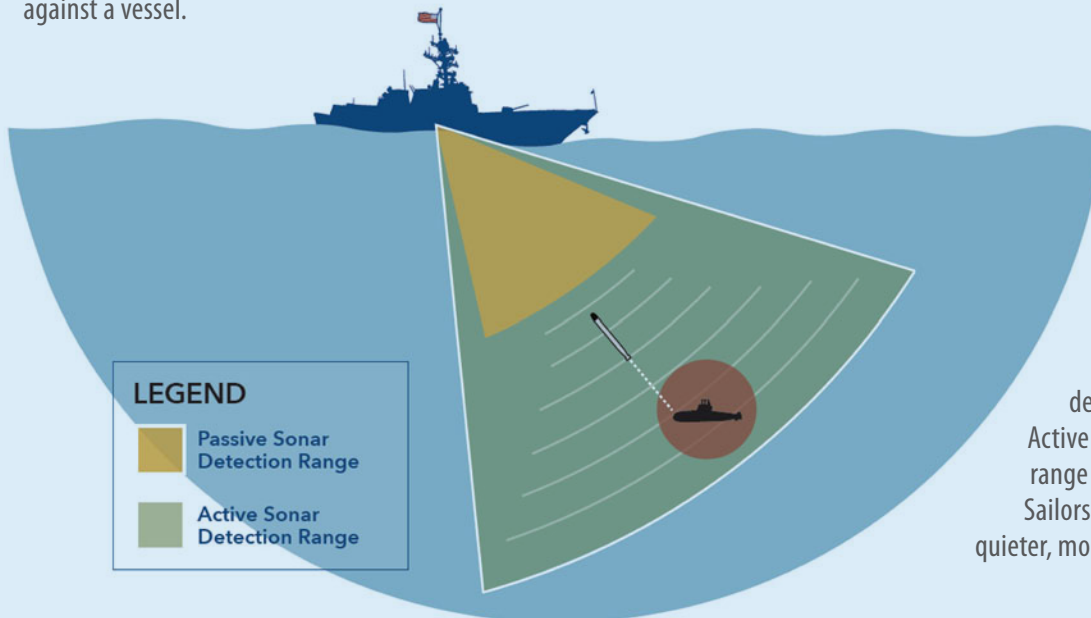 against a vessel.
LEGEND
Passive Sonar
Detection Range
Active Sonar
Detection Range
de
Active
range
Sailors
quieter, mo